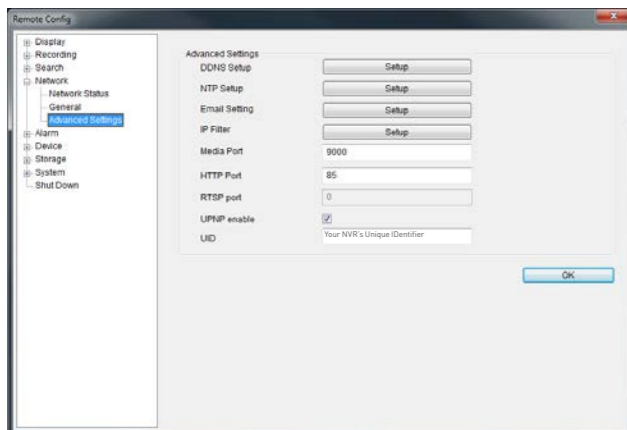 Remote Config
x
Display
Recording
Search
Network
Network Status
General
Advanced Settings
Alarm
Device
Storage
System
Shut Down
Advanced Settings
DDNS Setup Setup
NTP Setup Setup
Email Setting Setup
IP Filter Setup
Media Port 9000
HTTP Port 85
RTSP port 0
UPNP enable
UID Your NVR's Unique IDentifier
OK